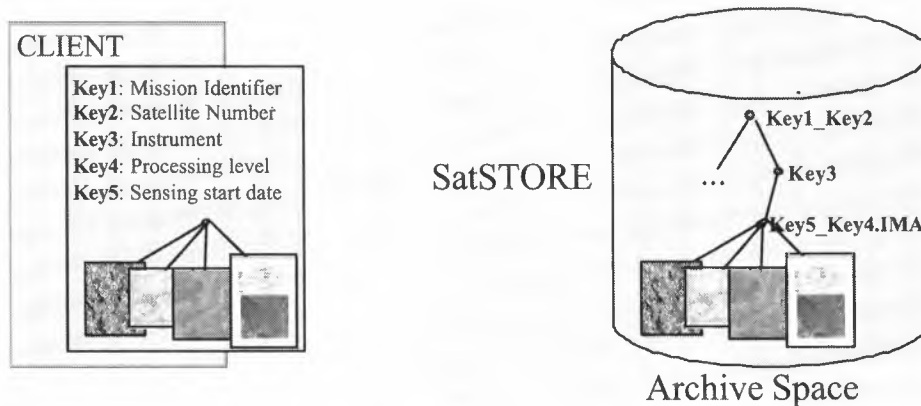 CLIENT
Key1: Mission Identifier
Key2: Satellite Number
Key3: Instrument
Key4: Processing level
Key5: Sensing start date
SatSTORE
Key1_Key2
...
Key3
Key5_Key4.IMA
Archive Space